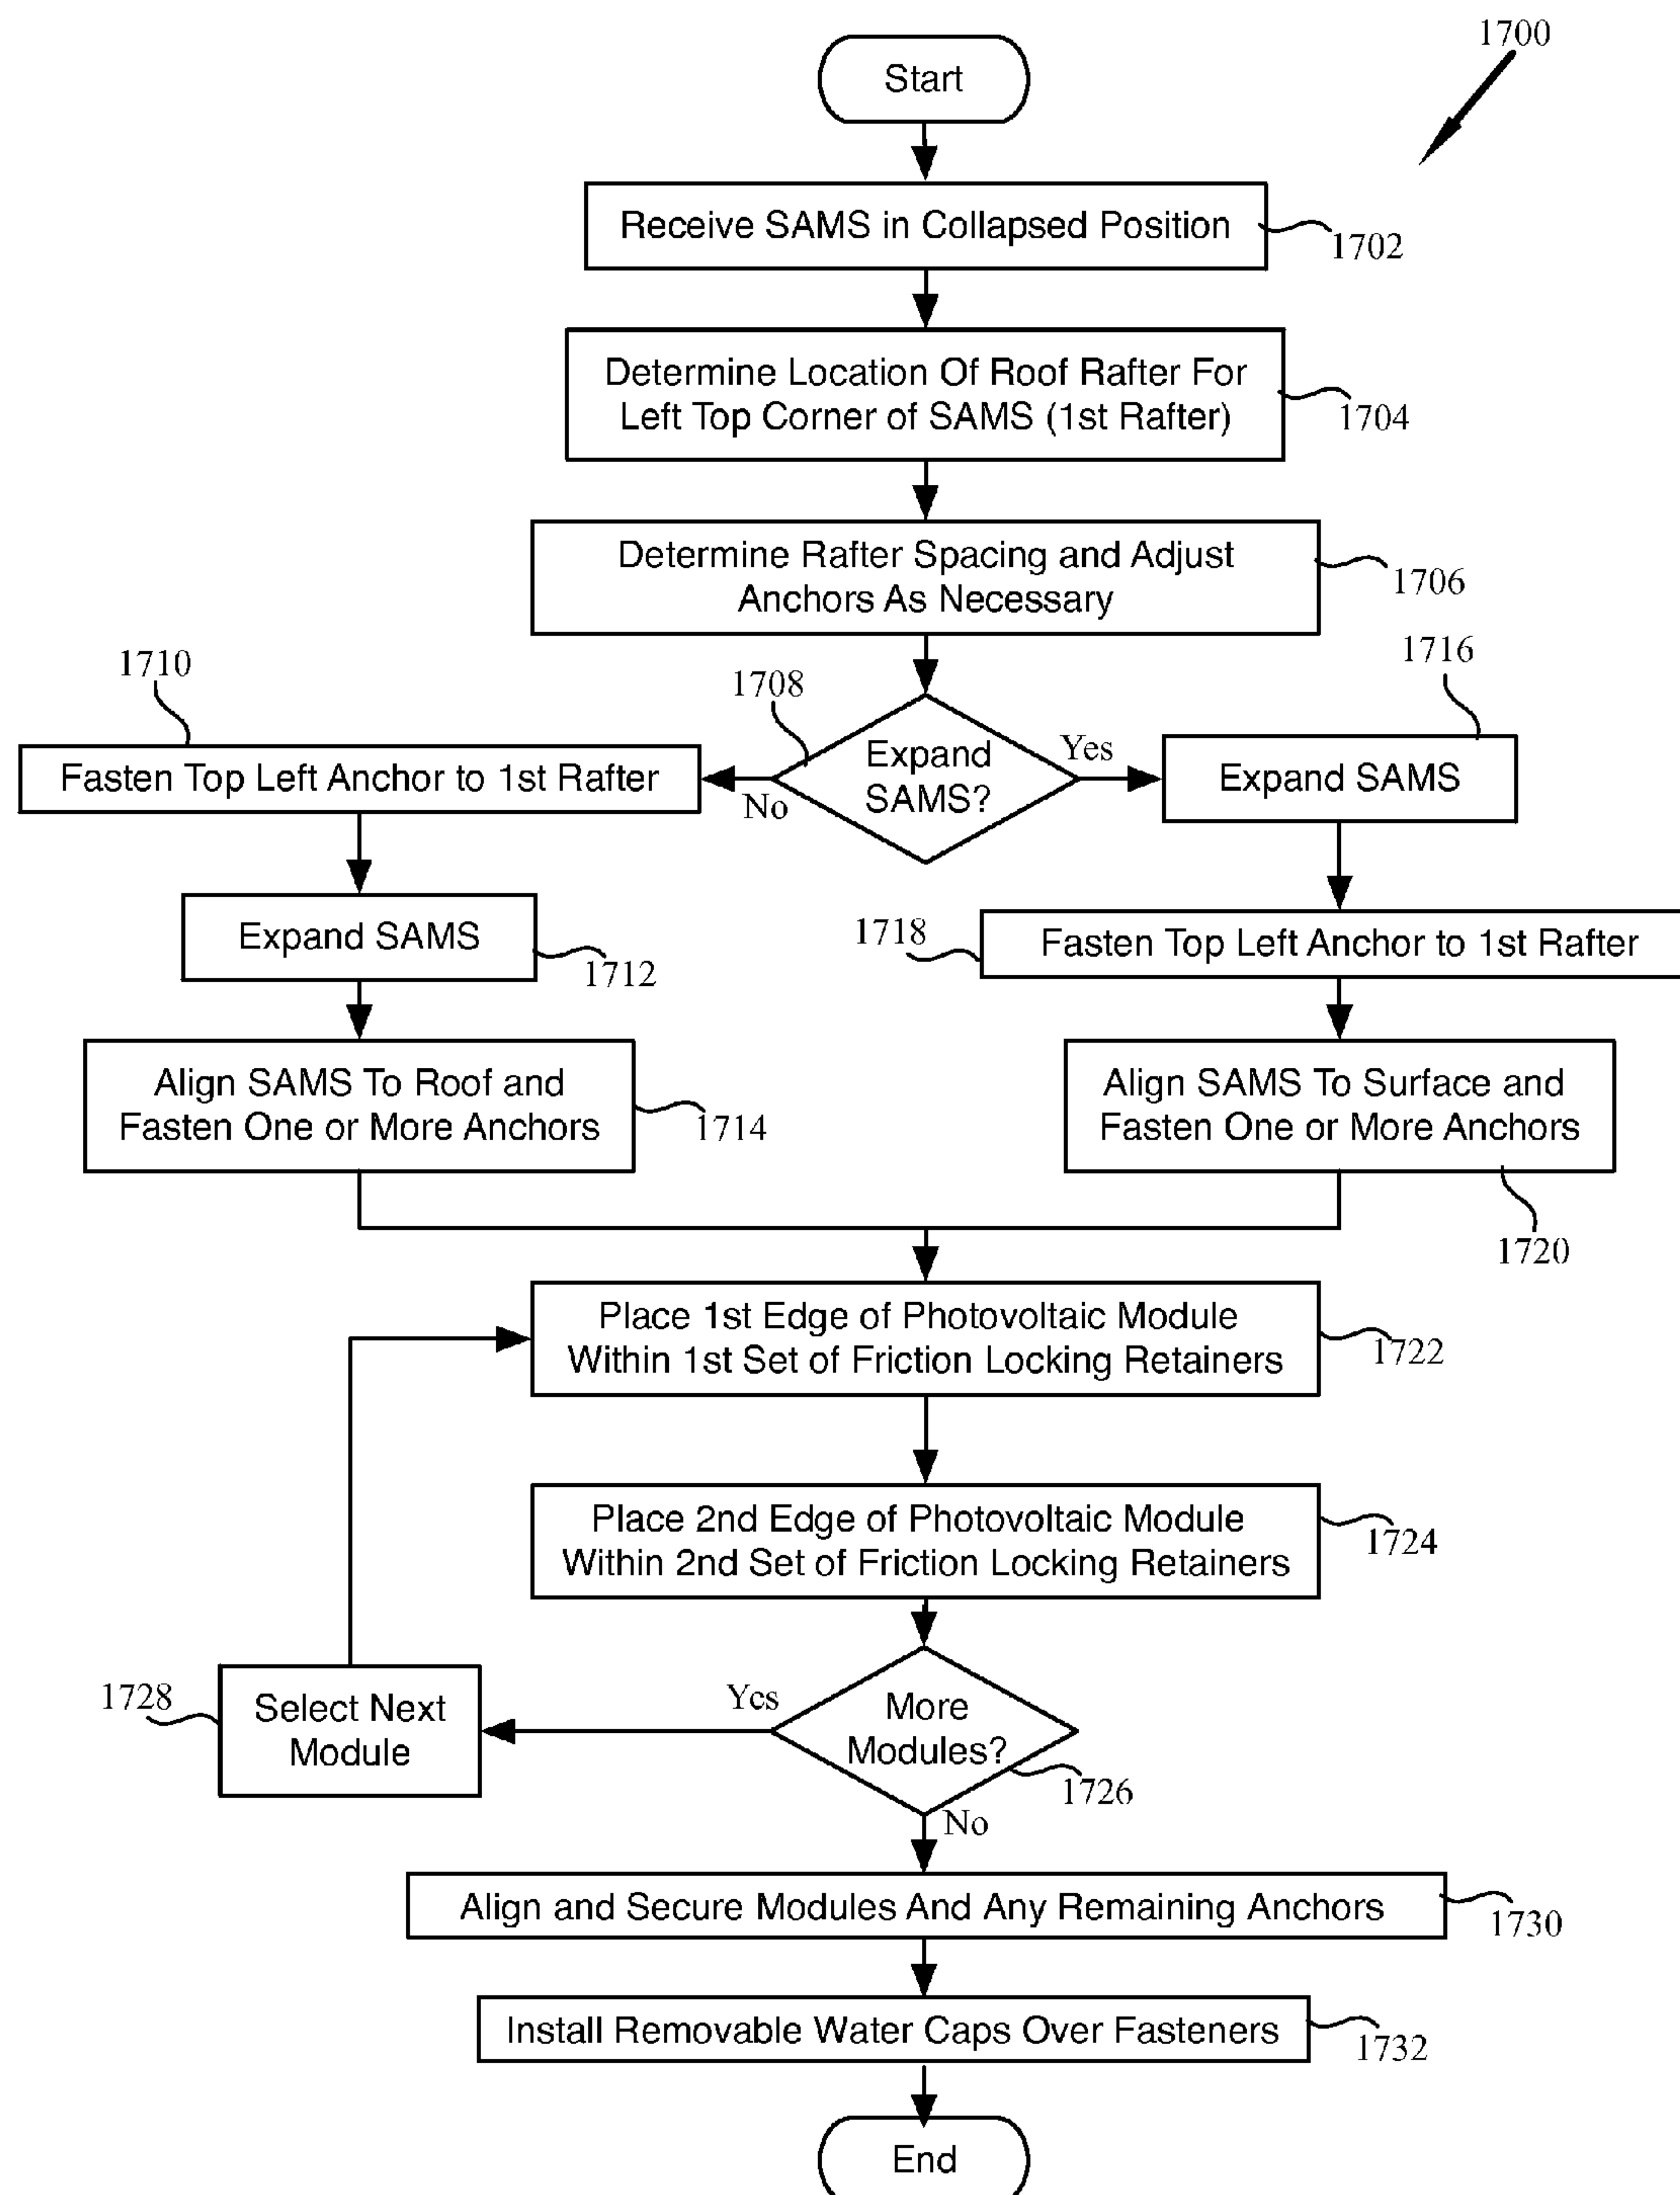 1700
Start
Receive SAMS in Collapsed Position
1702
Determine Location Of Roof Rafter For
Left Top Corner of SAMS (1st Rafter)
1704
Determine Rafter Spacing and Adjust
Anchors As Necessary
1706
1710
1708
1716
Fasten Top Left Anchor to 1st Rafter
No
Expand
SAMS?
Yes
Expand SAMS
Expand SAMS
1712
1718
Fasten Top Left Anchor to 1st Rafter
Align SAMS To Roof and
Fasten One or More Anchors
1714
Align SAMS To Surface and
Fasten One or More Anchors
1720
Place 1st Edge of Photovoltaic Module
Within 1st Set of Friction Locking Retainers
1722
Place 2nd Edge of Photovoltaic Module
Within 2nd Set of Friction Locking Retainers
1724
1728
Select Next
Module
Yes
More
Modules?
1726
No
Align and Secure Modules And Any Remaining Anchors
1730
Install Removable Water Caps Over Fasteners
1732
End